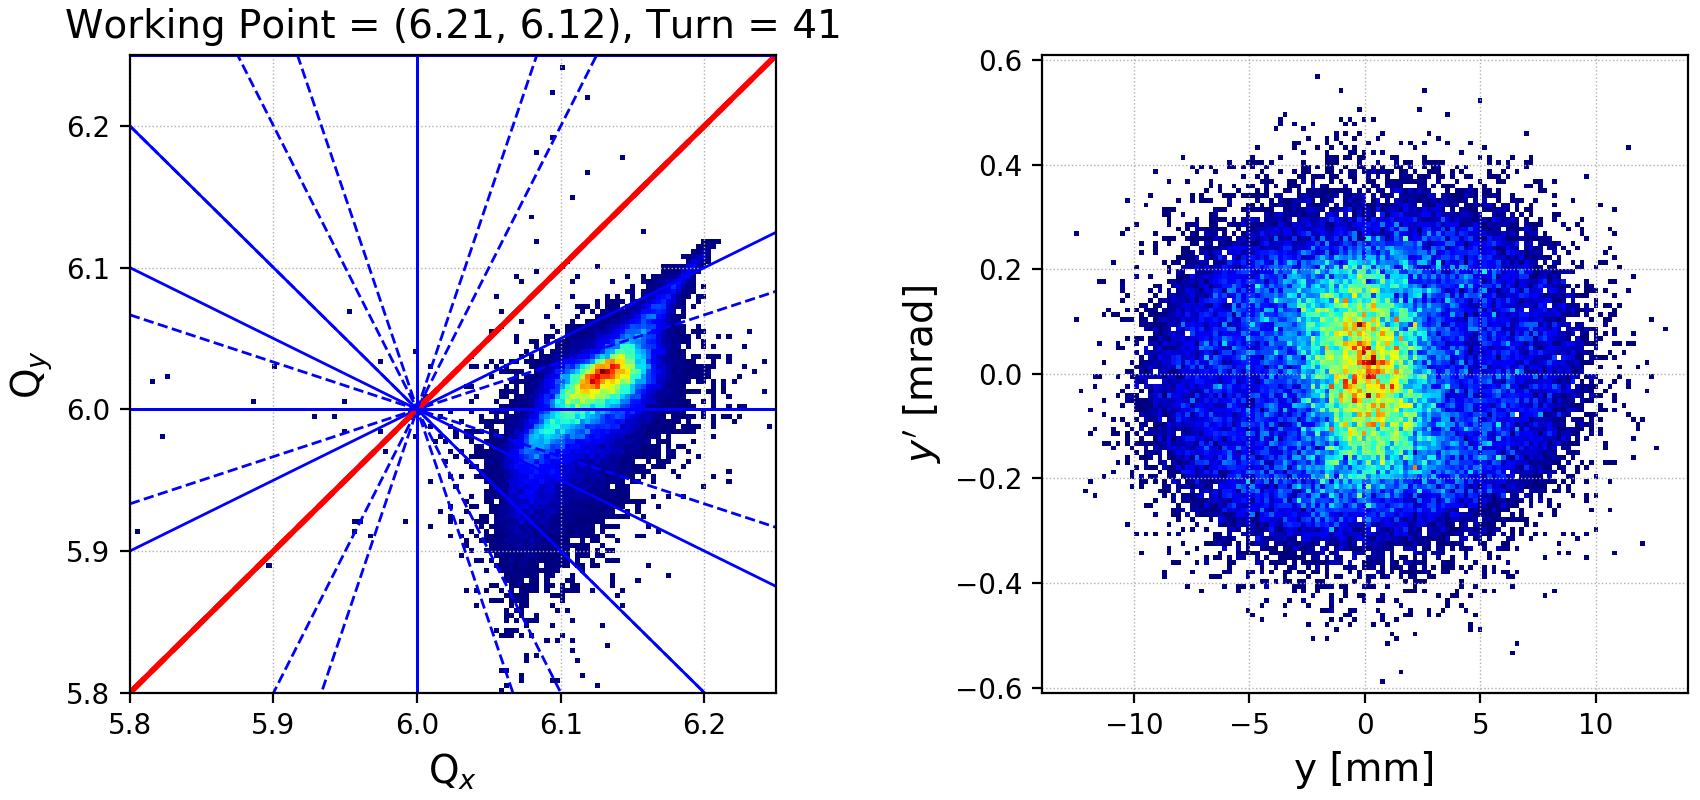 Working Point = (6.21, 6.12), Turn = 41
6.2
6.1
6.0
5.9
5.8
Qy
5.8 5.9 6.0 6.1 6.2
Qx
0.6
0.4
0.2
0.0
−0.2
−0.4
−0.6
y′ [mrad]
−10 −5 0 5 10
y [mm]